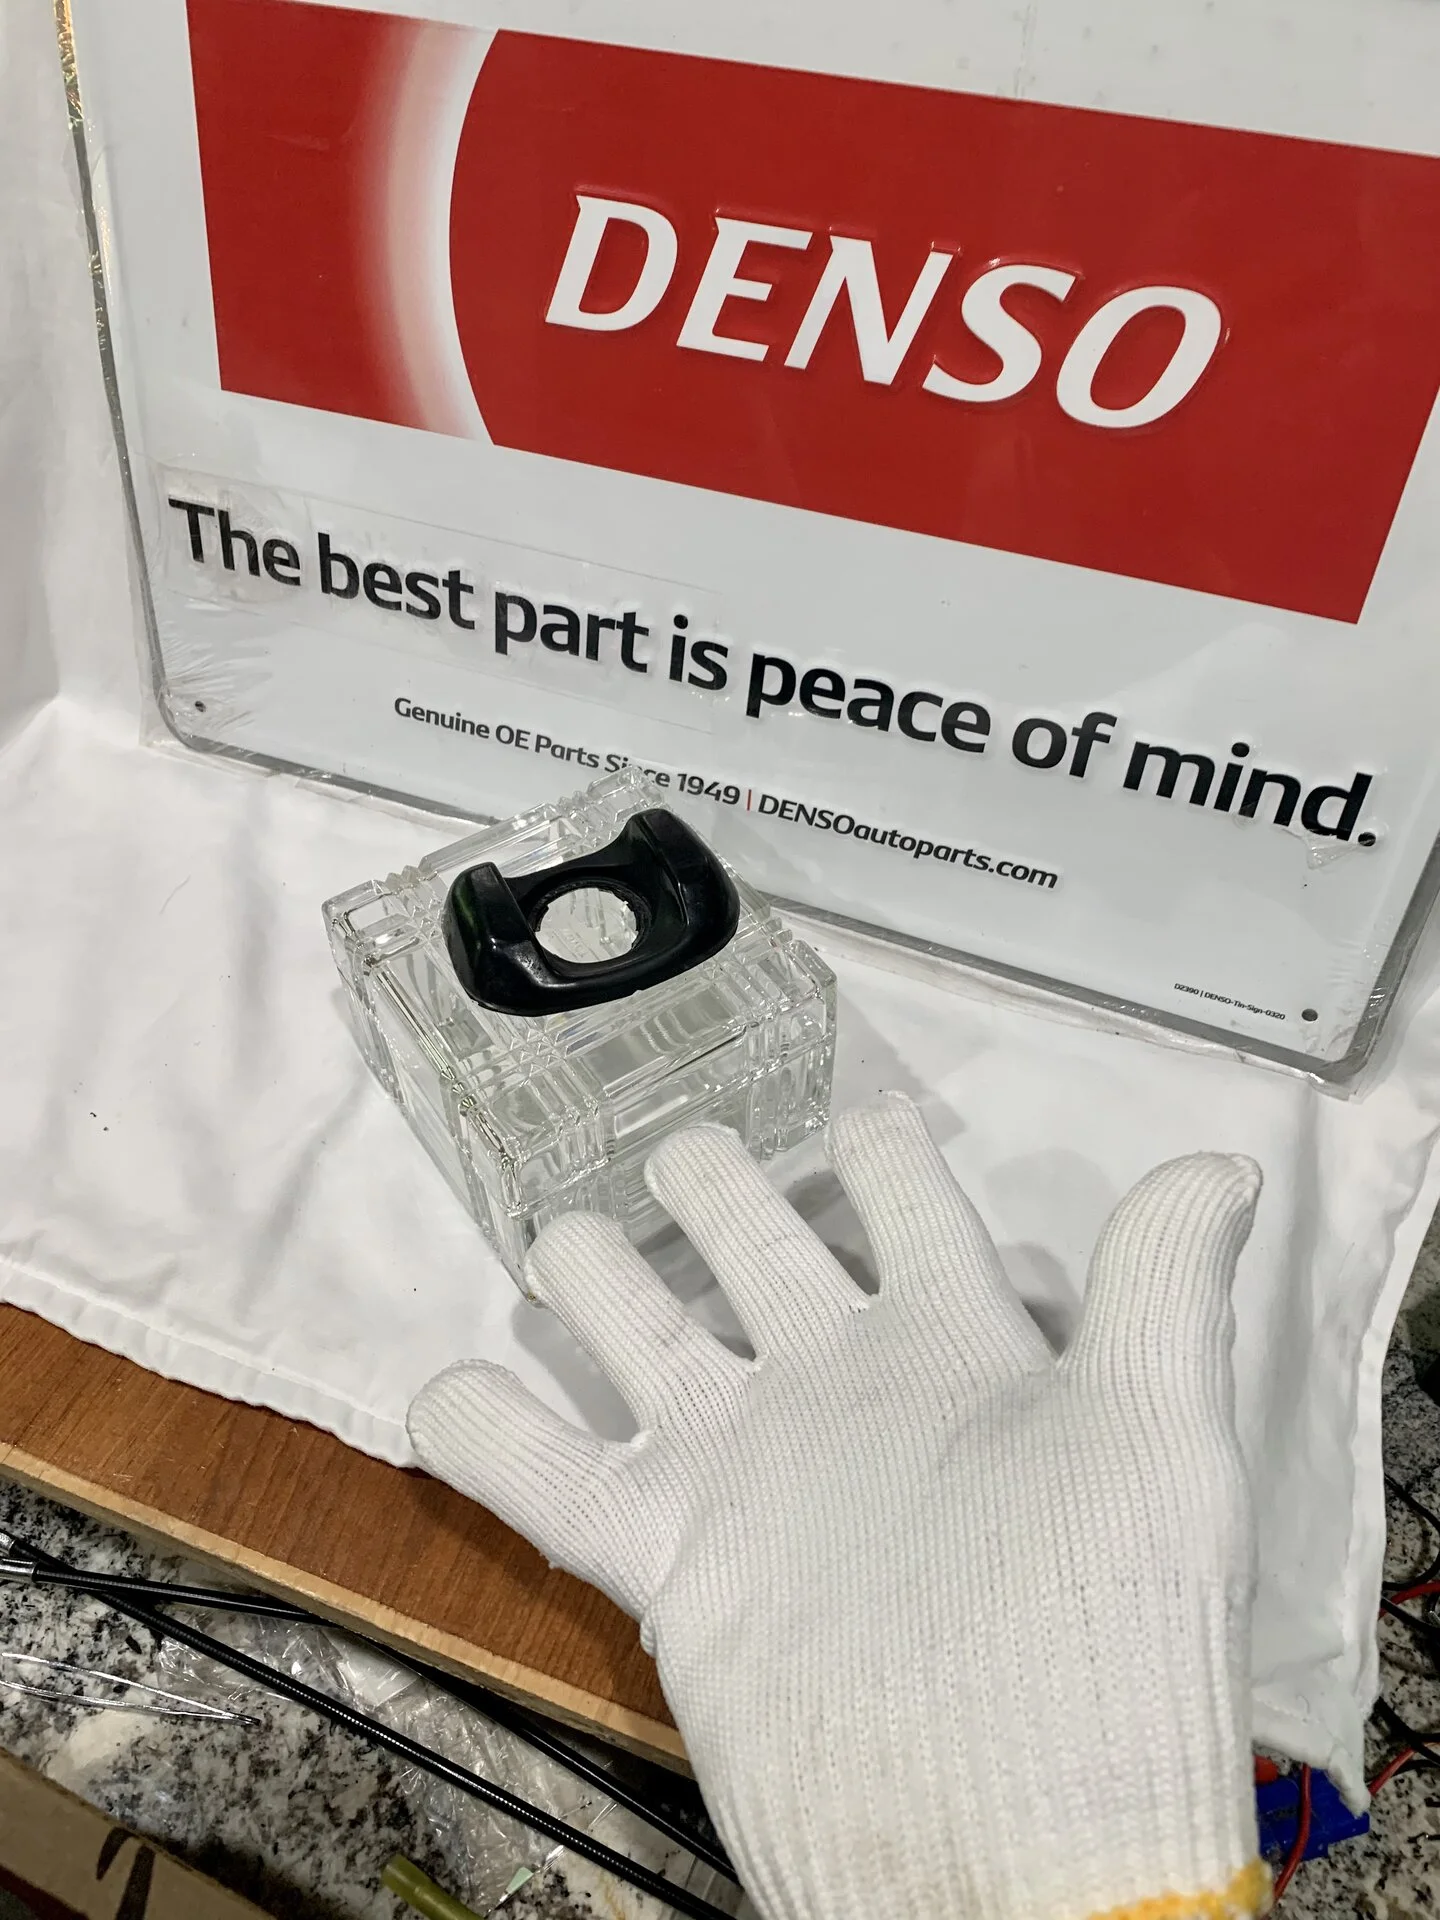 DENSO
The best part is peace of mind.
Genuine OE Parts Since 1949 | DENSOautoparts.com
DZ390 | DENSO-Tin-Sign-0320